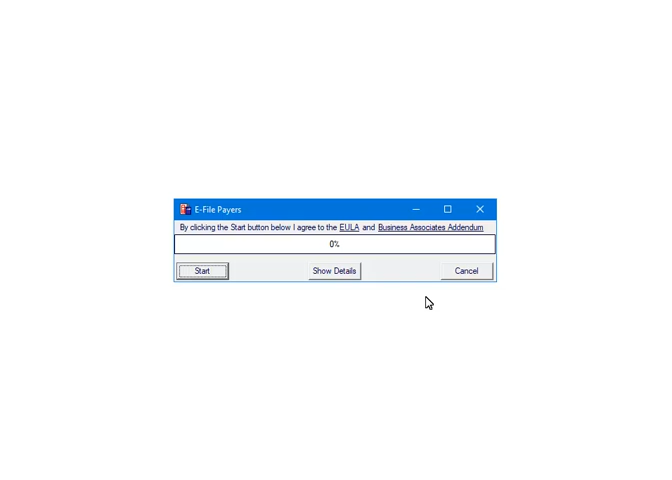 E-File Payers
By clicking the Start button below I agree to the EULA and Business Associates Addendum
0%
Start Show Details Cancel